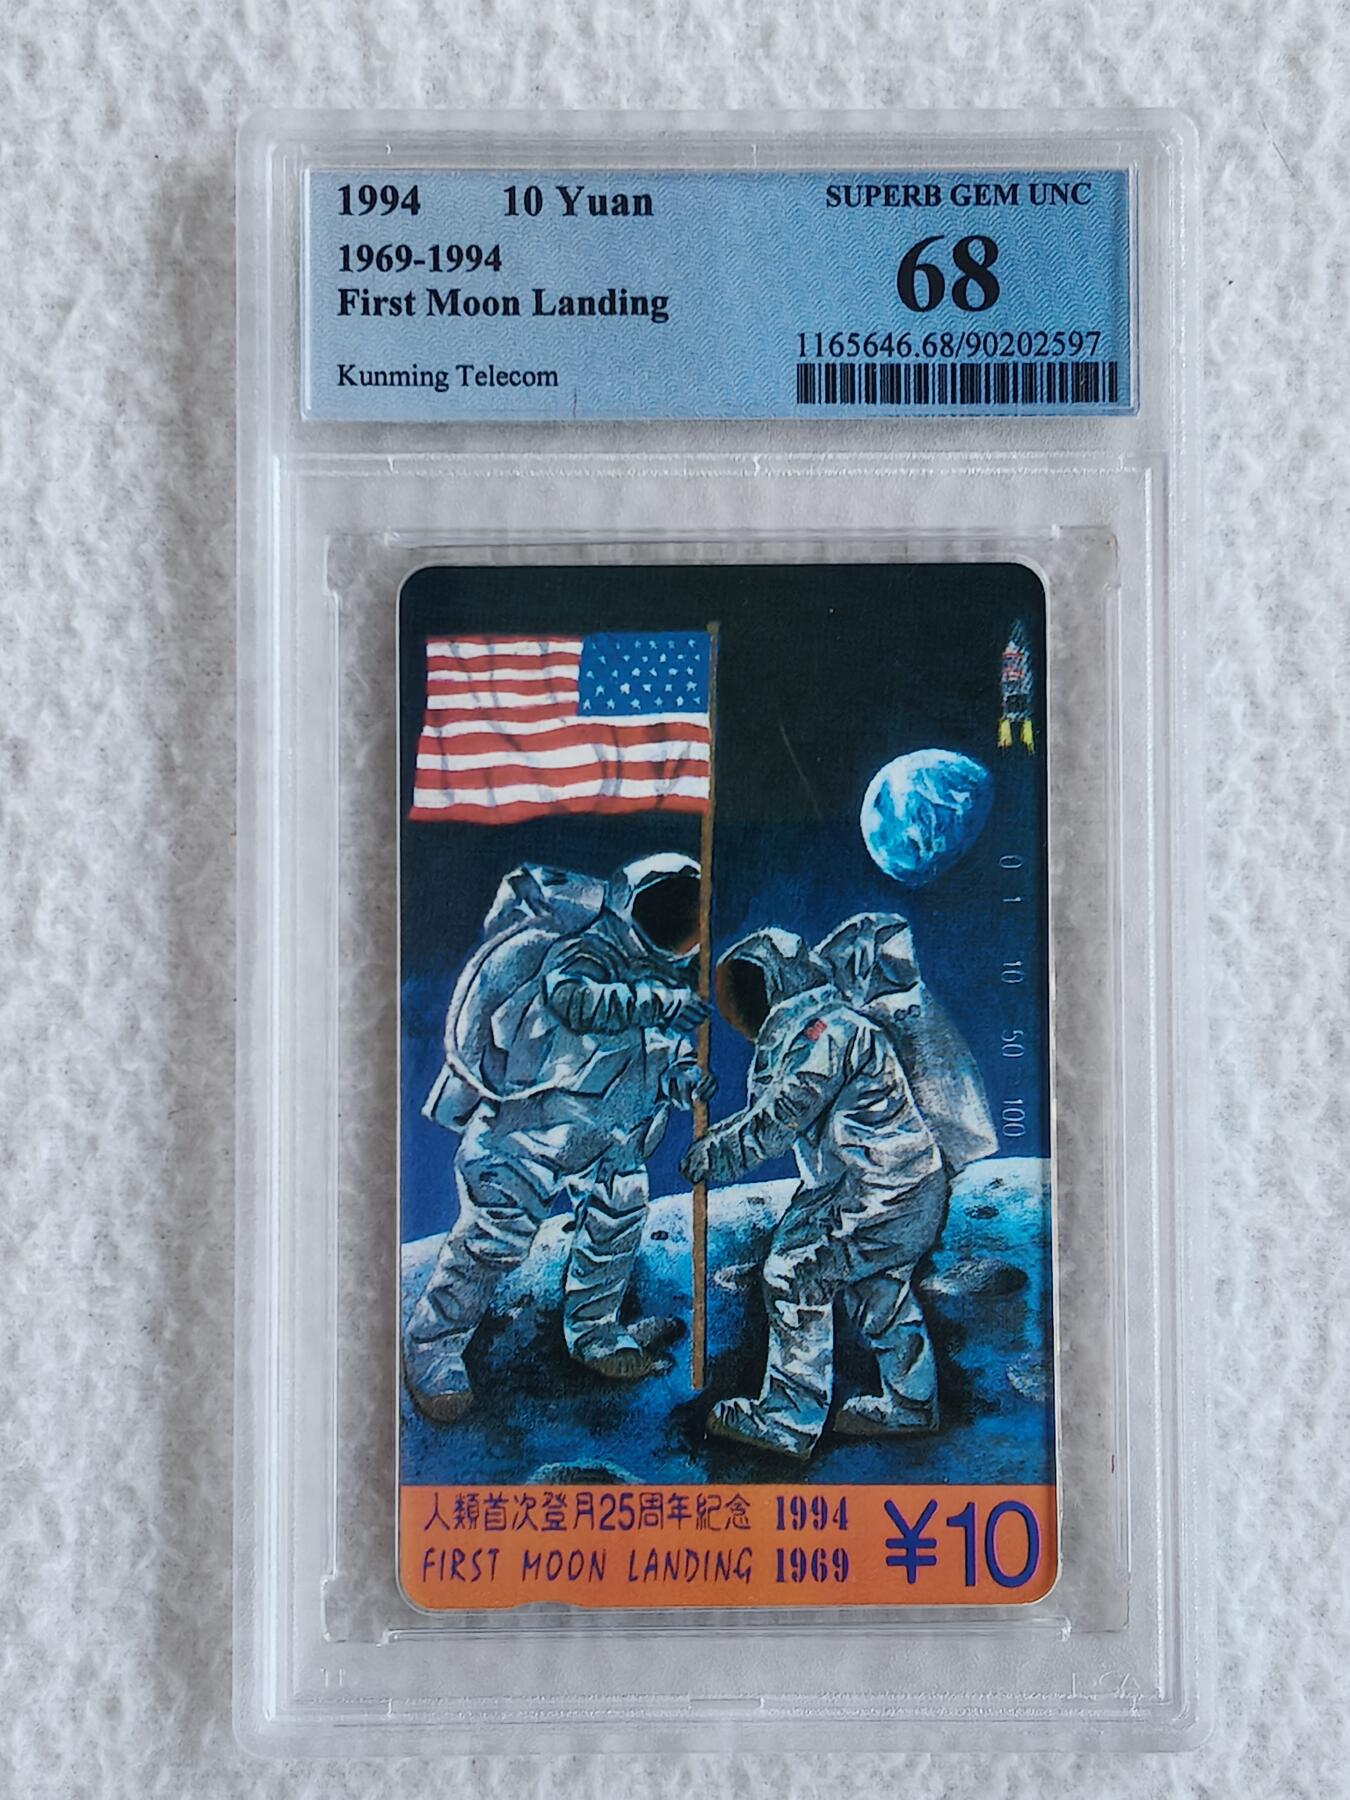 1994 10 Yuan
1969-1994
First Moon Landing
Kunming Telecom
SUPERB GEM UNC
68
1165646.68/90202597
0 1 10 50 100
人類首次登月25周年紀念 1994
FIRST MOON LANDING 1969
¥10